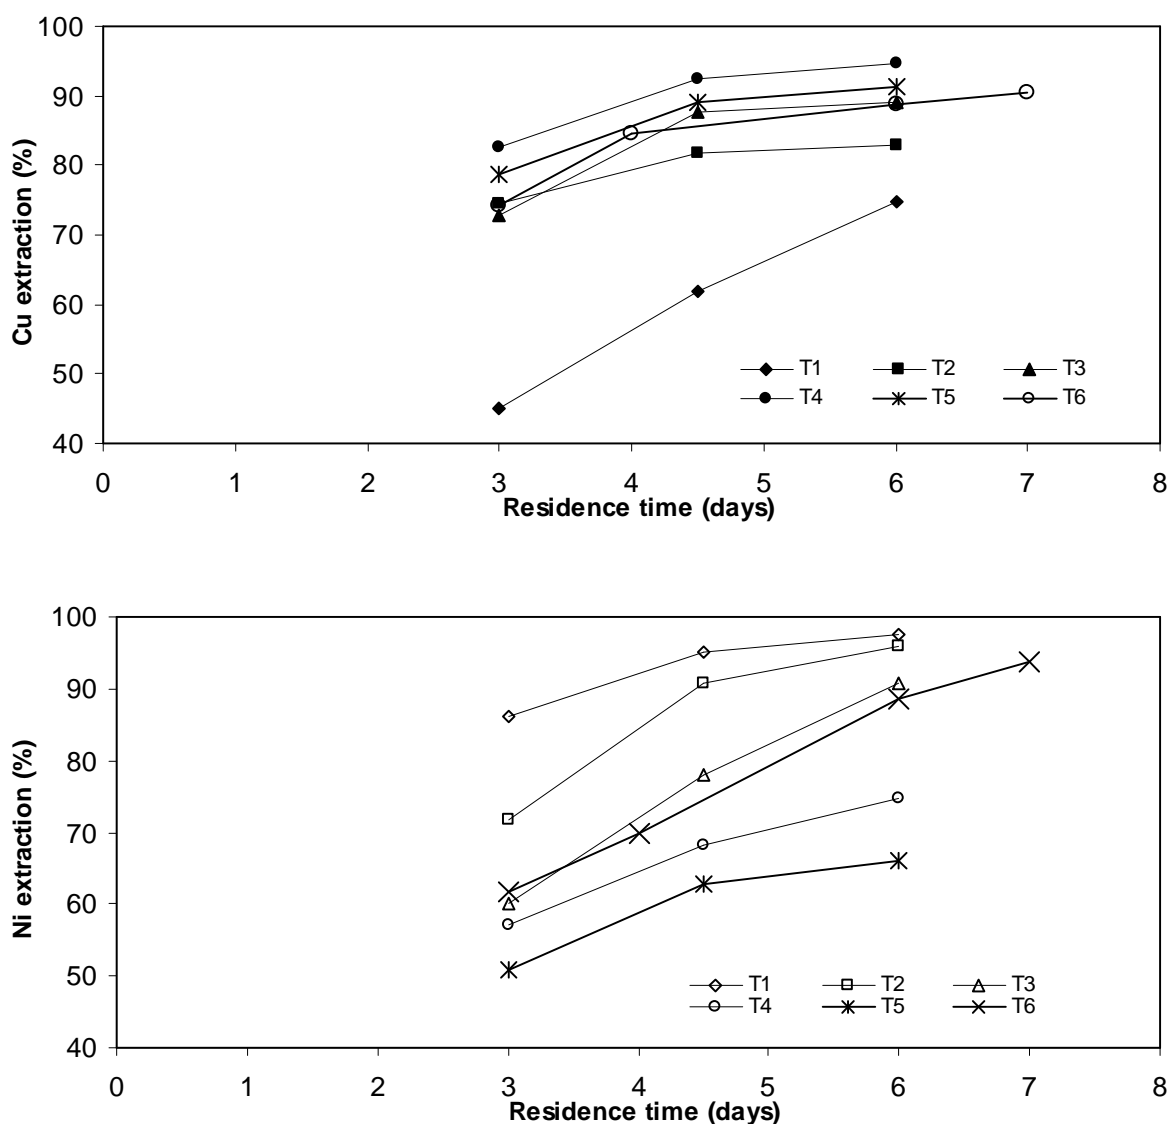 100
90
80
70
60
50
40
Cu extraction (%)
T1 T2 T3
T4 T5 T6
0 1 2 3 4 5 6 7 8
Residence time (days)
100
90
80
70
60
50
40
Ni extraction (%)
T1 T2 T3
T4 T5 T6
0 1 2 3 4 5 6 7 8
Residence time (days)